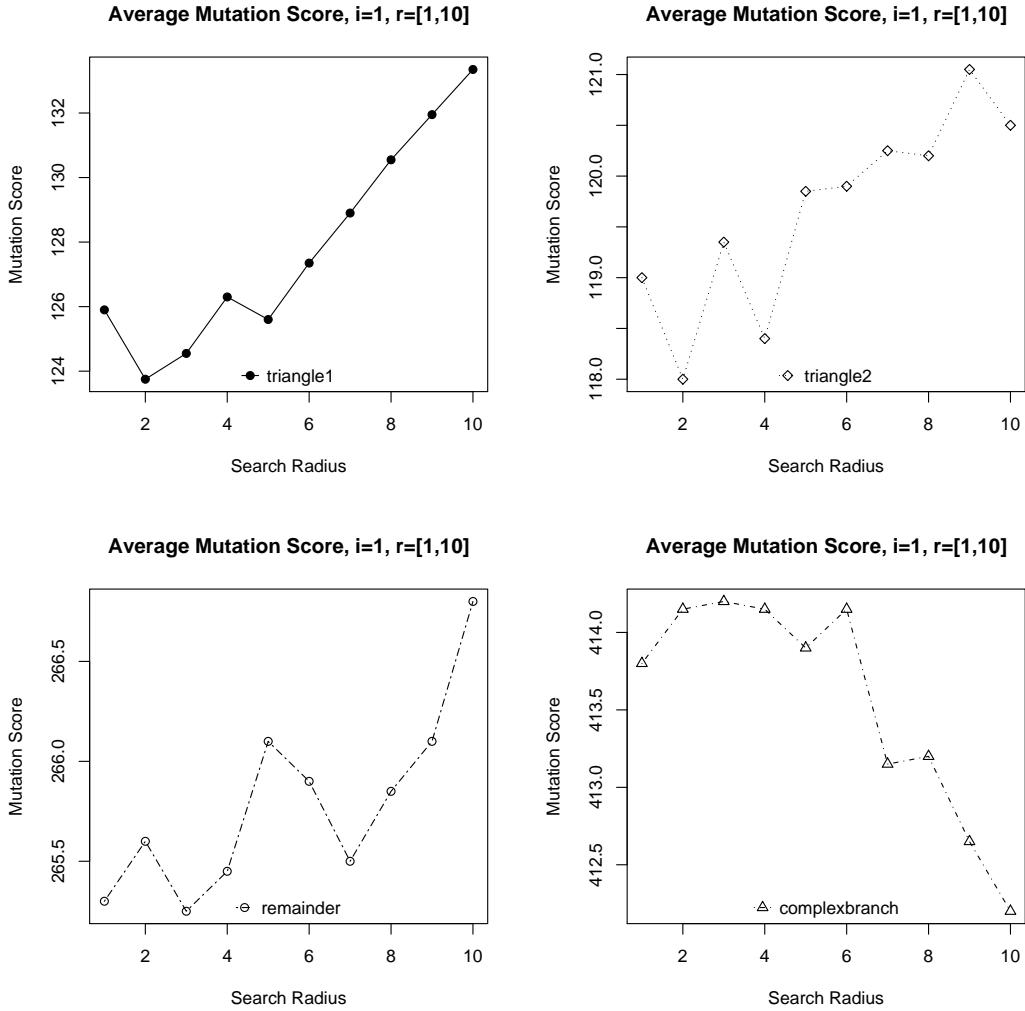 Average Mutation Score, i=1, r=[1,10]
Mutation Score
132
130
128
126
124
triangle1
2 4 6 8 10
Search Radius
Average Mutation Score, i=1, r=[1,10]
Mutation Score
121.0
120.0
119.0
118.0
triangle2
2 4 6 8 10
Search Radius
Average Mutation Score, i=1, r=[1,10]
Mutation Score
266.5
266.0
265.5
remainder
2 4 6 8 10
Search Radius
Average Mutation Score, i=1, r=[1,10]
Mutation Score
414.0
413.5
413.0
412.5
complexbranch
2 4 6 8 10
Search Radius